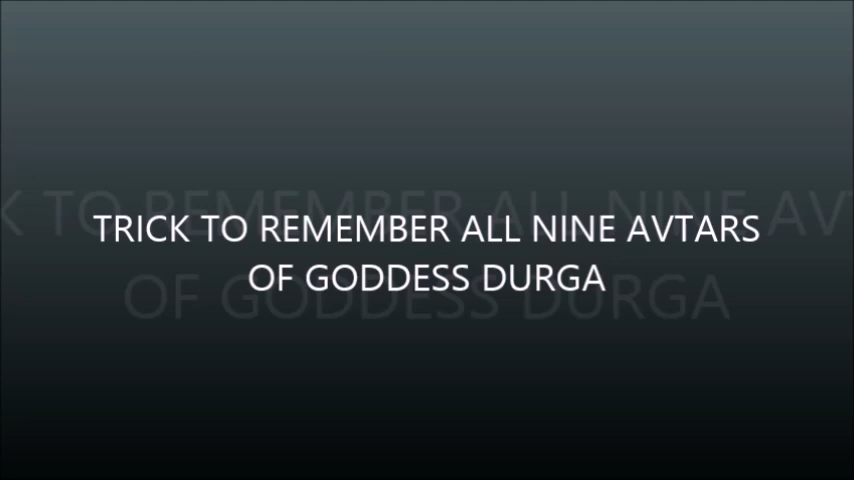 TRICK TO REMEMBER ALL NINE AVTARS
OF GODDESS DURGA